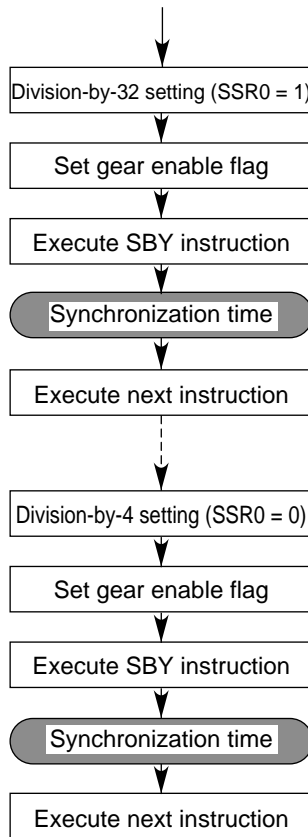 Division-by-32 setting (SSR0 = 1)
Set gear enable flag
Execute SBY instruction
Synchronization time
Execute next instruction
Division-by-4 setting (SSR0 = 0)
Set gear enable flag
Execute SBY instruction
Synchronization time
Execute next instruction